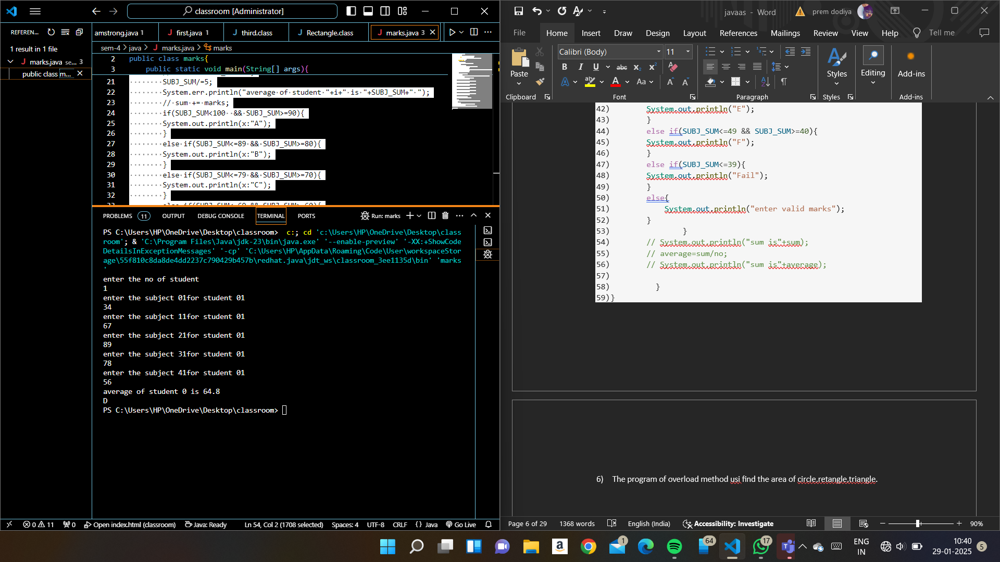 classroom [Administrator]
REFEREN...
1 result in 1 file
marks.java se... 3
public class m...
amstrong.java 1
first.java 1
third.class
Rectangle.class
marks.java 3
sem-4 > java > marks.java > marks
2 public class marks{
3 public static void main(String[] args){
21 SUBJ_SUM/=5;
22 System.err.println("average of student "+i+" is "+SUBJ_SUM+" ");
23 // sum += marks;
24 if(SUBJ_SUM<100  && SUBJ_SUM>=90){
25 System.out.println(x:"A");
26 }
27 else if(SUBJ_SUM<=89 && SUBJ_SUM>=80){
28 System.out.println(x:"B");
29 }
30 else if(SUBJ_SUM<=79 && SUBJ_SUM>=70){
31 System.out.println(x:"C");
32 }
PROBLEMS 11 OUTPUT DEBUG CONSOLE TERMINAL PORTS Run: marks
PS C:\Users\HP\OneDrive\Desktop\classroom>  c:; cd 'c:\Users\HP\OneDrive\Desktop\class
room'; & 'C:\Program Files\Java\jdk-23\bin\java.exe' '--enable-preview' '-XX:+ShowCode
DetailsInExceptionMessages' '-cp' 'C:\Users\HP\AppData\Roaming\Code\User\workspaceStor
age\55f810c8da8de4dd2237c790429b457b\redhat.java\jdt_ws\classroom_3ee1135d\bin' 'marks
'
enter the no of student
1
enter the subject 01for student 01
34
enter the subject 11for student 01
67
enter the subject 21for student 01
89
enter the subject 31for student 01
78
enter the subject 41for student 01
56
average of student 0 is 64.8
D
PS C:\Users\HP\OneDrive\Desktop\classroom>
0 11 0 Open index.html (classroom) Java: Ready Ln 54, Col 2 (1708 selected) Spaces: 4 UTF-8 CRLF {} Java Go Live
javaas - Word
prem dodiya
File Home Insert Draw Design Layout References Mailings Review View Help Tell me
Paste
Calibri (Body) 11
B I U abc x2 x2
A A Aa A A
Styles
Editing
Add-ins
Clipboard Font Paragraph Styles Add-ins
42) System.out.println("E");
43) }
44) else if(SUBJ_SUM<=49 && SUBJ_SUM>=40){
45) System.out.println("F");
46) }
47) else if(SUBJ_SUM<=39){
48) System.out.println("Fail");
49) }
50) else{
51) System.out.println("enter valid marks");
52) }
53) }
54) // System.out.println("sum is"+sum);
55) // average=sum/no;
56) // System.out.println("sum is"+average);
57)
58) }
59)}
6) The program of overload method usi find the area of circle,retangle,triangle.
Page 6 of 29 1368 words English (India) Accessibility: Investigate 90%
1
64
17
ENG
IN
10:40
29-01-2025
5